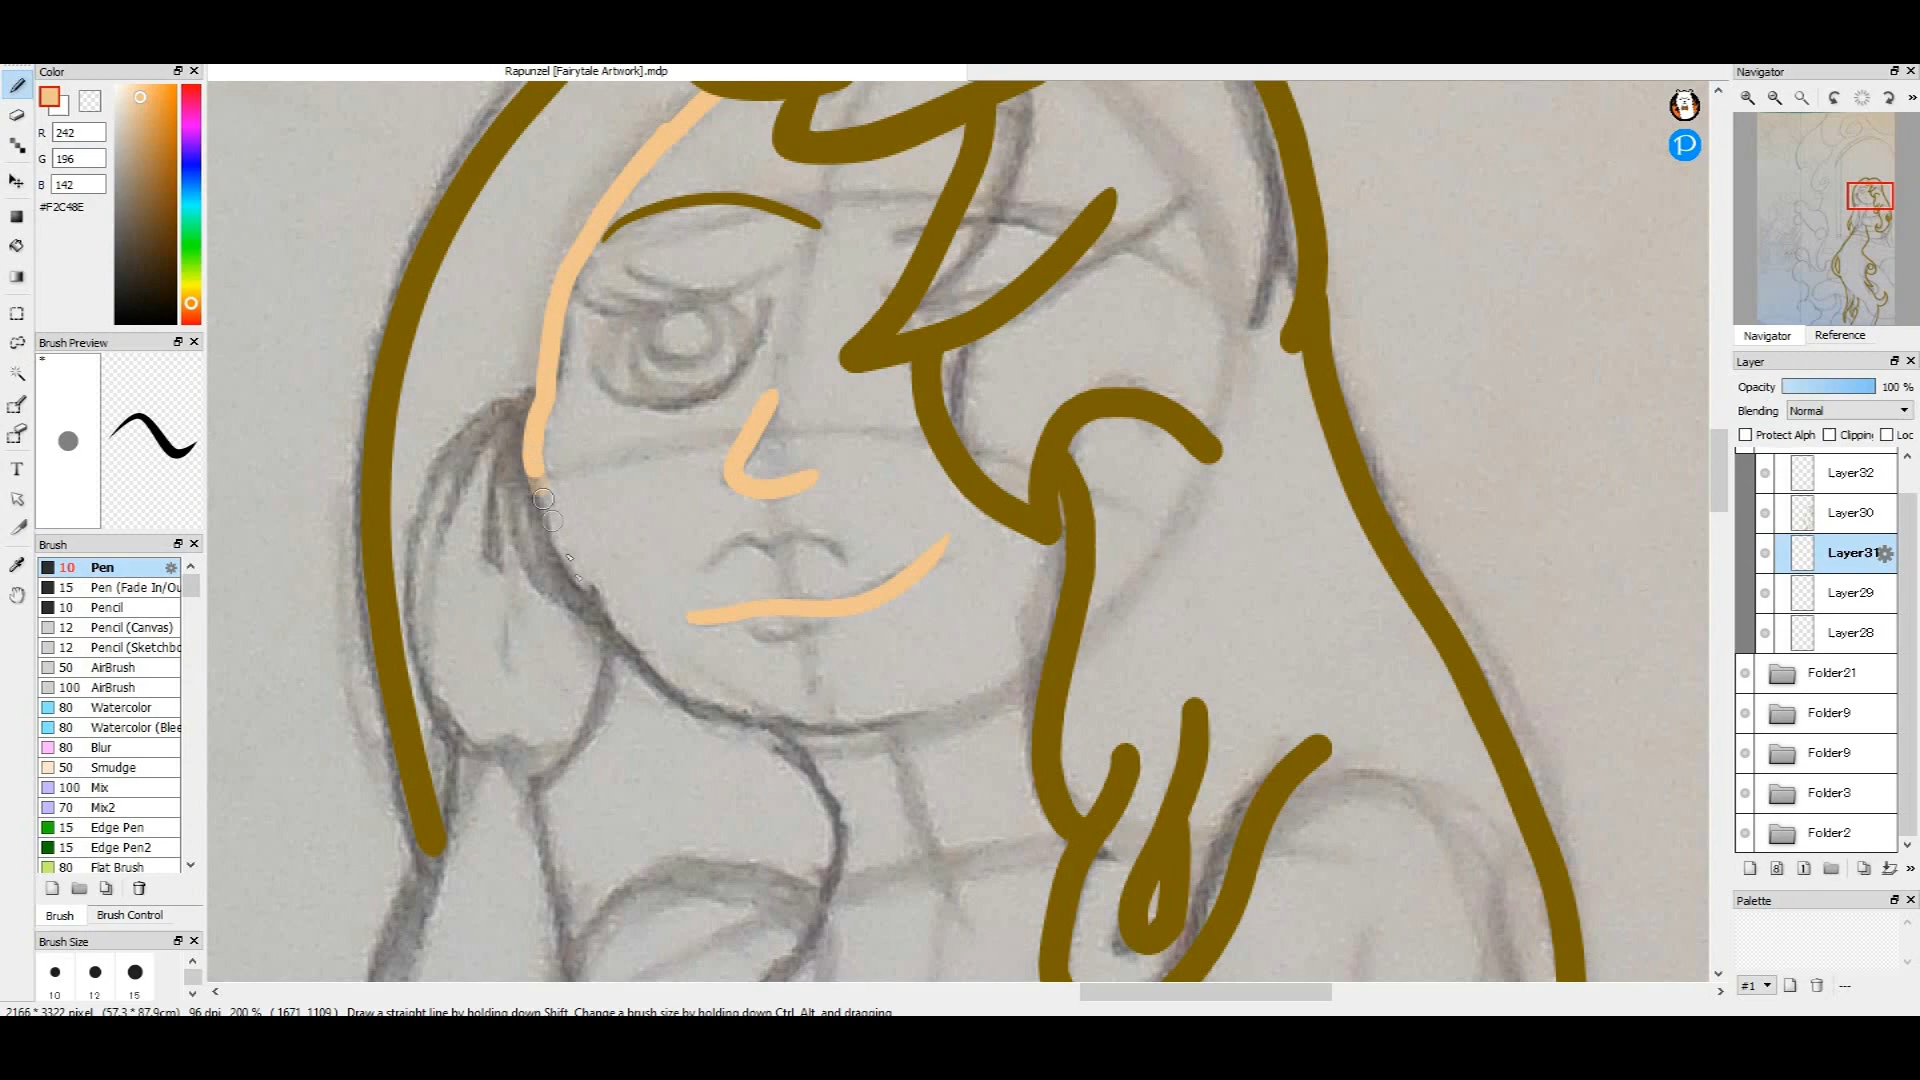 Color
Rapunzel [Fairytale Artwork].mdp
Navigator
R 242
G 196
B 142
#F2C48E
Brush Preview
*
Navigator Reference
Layer
Opacity 100 %
Blending Normal
Protect Alph Clippin Loc
Layer32
Layer30
Layer31
Layer29
Layer28
Folder21
Folder9
Folder9
Folder3
Folder2
Brush
10 Pen
15 Pen (Fade In/Ou
10 Pencil
12 Pencil (Canvas)
12 Pencil (Sketchbo
50 AirBrush
100 AirBrush
80 Watercolor
80 Watercolor (Blee
80 Blur
50 Smudge
100 Mix
70 Mix2
15 Edge Pen
15 Edge Pen2
80 Flat Brush
Brush Brush Control
Brush Size
10 12 15
Palette
#1 ---
2166 * 3322 pixel (57.3 * 87.9cm) 96 dpi 200 % ( 1671, 1109 ) Draw a straight line by holding down Shift, Change a brush size by holding down Ctrl, Alt, and dragging